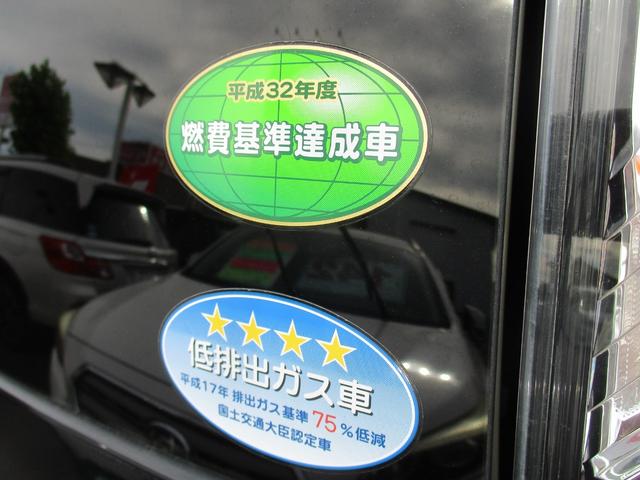 平成32年度
燃費基準達成車
低排出ガス車
平成17年 排出ガス基準 75%低減
国土交通大臣認定車